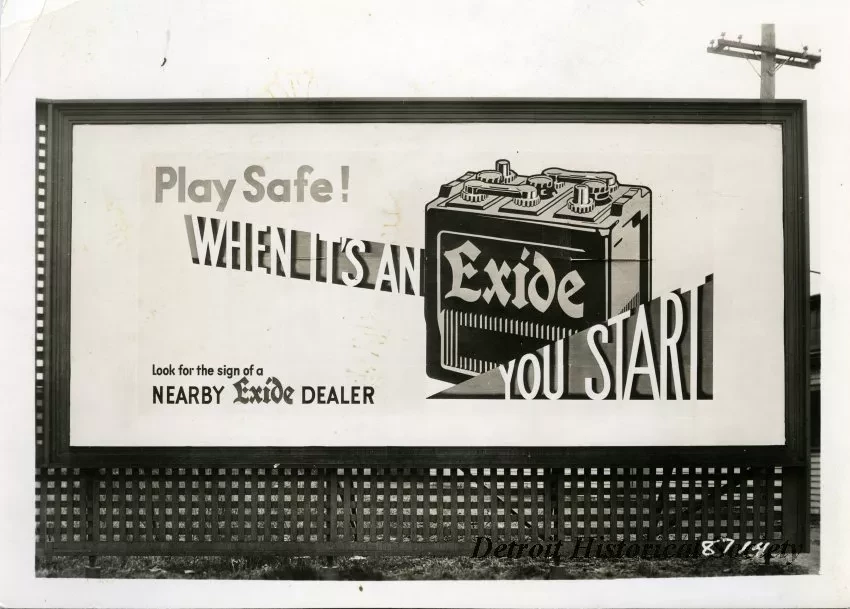 Play Safe!
WHEN IT'S AN
Exide
YOU START
Look for the sign of a
NEARBY Exide DEALER
Detroit Historical Society
8714